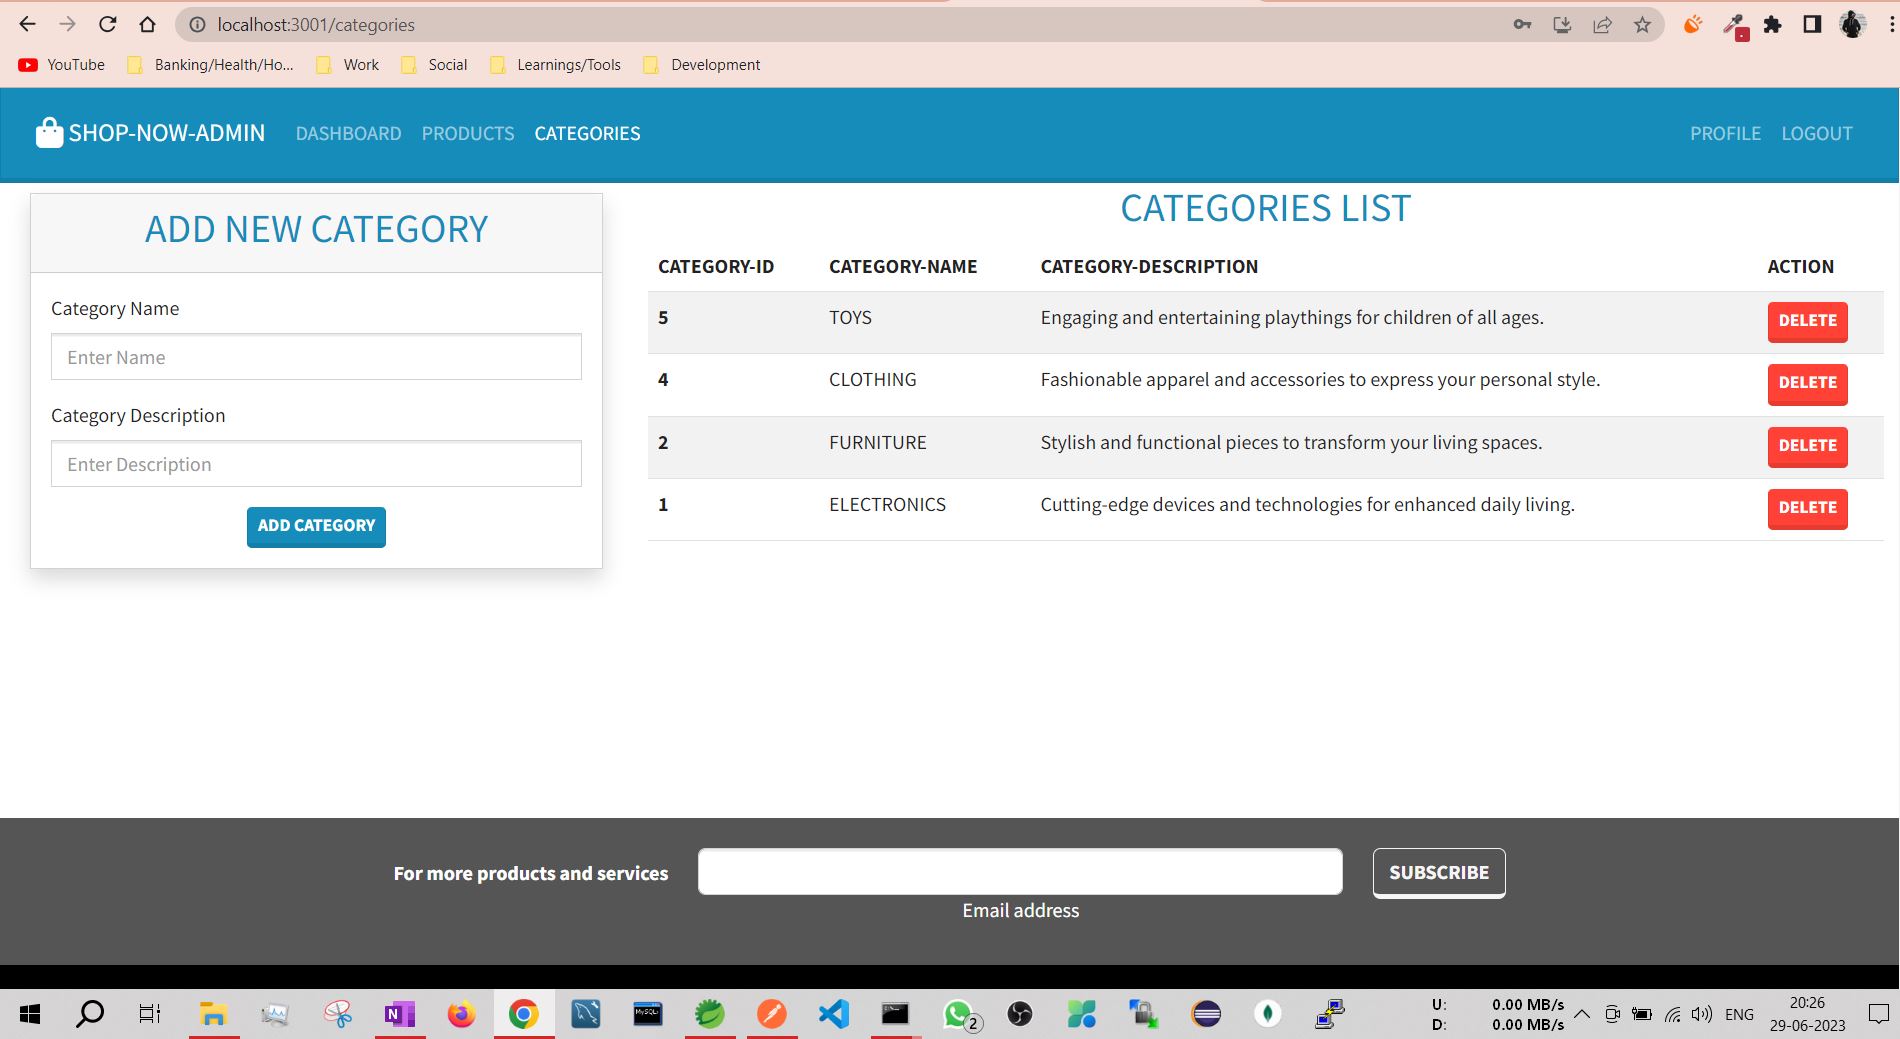 localhost:3001/categories
YouTube Banking/Health/Ho... Work Social Learnings/Tools Development
SHOP-NOW-ADMIN DASHBOARD PRODUCTS CATEGORIES PROFILE LOGOUT
ADD NEW CATEGORY
Category Name
Enter Name
Category Description
Enter Description
ADD CATEGORY
CATEGORIES LIST
CATEGORY-ID CATEGORY-NAME CATEGORY-DESCRIPTION ACTION
5 TOYS Engaging and entertaining playthings for children of all ages. DELETE
4 CLOTHING Fashionable apparel and accessories to express your personal style. DELETE
2 FURNITURE Stylish and functional pieces to transform your living spaces. DELETE
1 ELECTRONICS Cutting-edge devices and technologies for enhanced daily living. DELETE
For more products and services SUBSCRIBE
Email address
N MySQL 2
U: 0.00 MB/s
D: 0.00 MB/s
ENG
20:26
29-06-2023